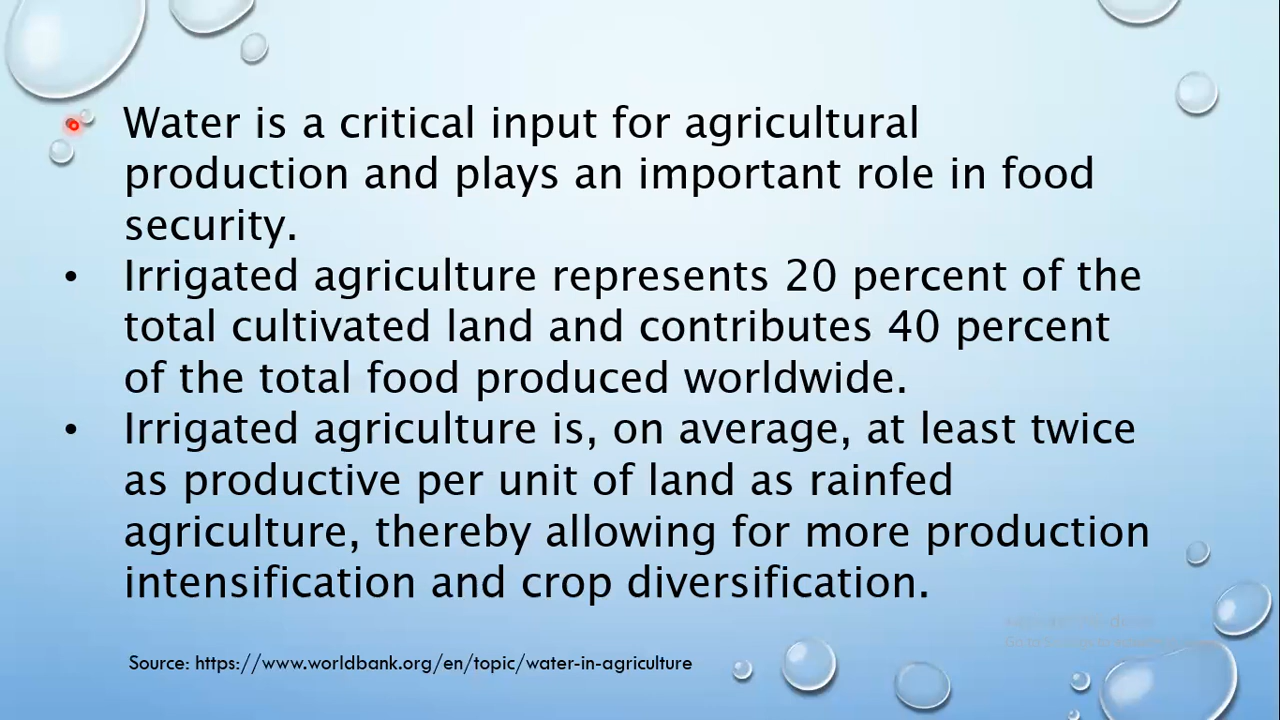 Water is a critical input for agricultural
production and plays an important role in food
security.
• Irrigated agriculture represents 20 percent of the
total cultivated land and contributes 40 percent
of the total food produced worldwide.
• Irrigated agriculture is, on average, at least twice
as productive per unit of land as rainfed
agriculture, thereby allowing for more production
intensification and crop diversification.
Source: https://www.worldbank.org/en/topic/water-in-agriculture